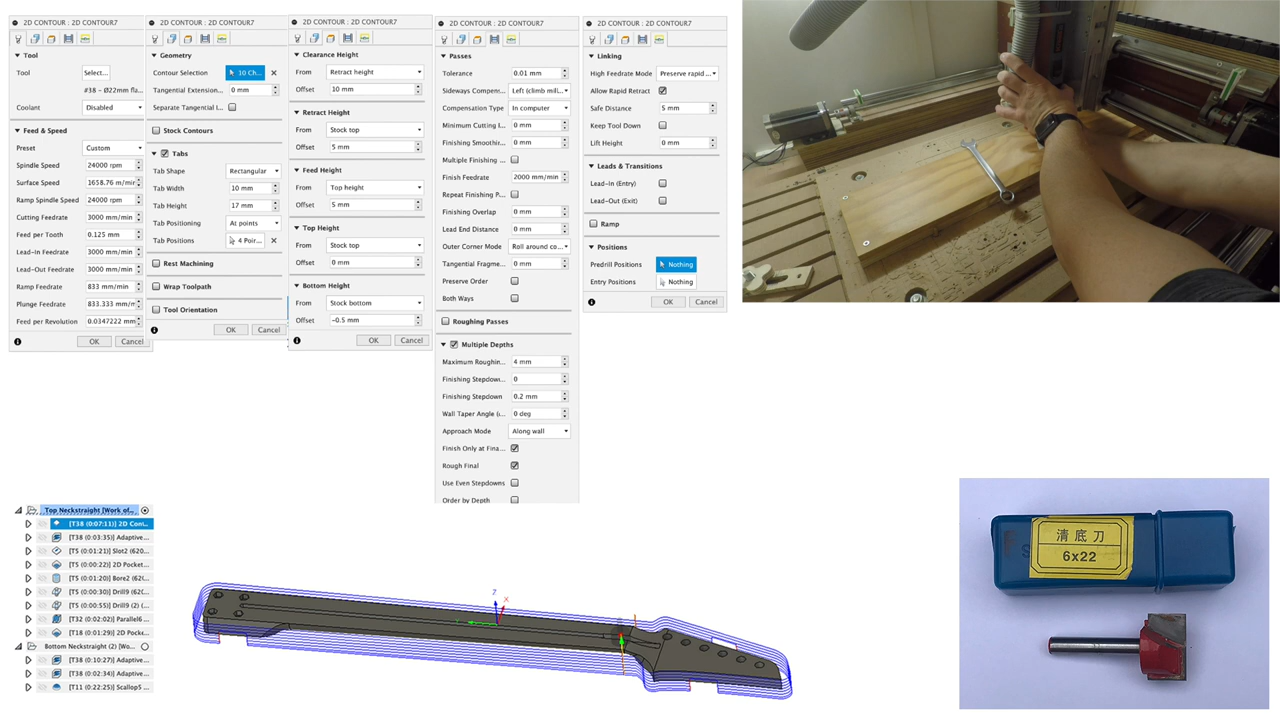 2D CONTOUR : 2D CONTOUR7
Tool
Tool Select...
#38 - Ø22mm fla...
Coolant Disabled
Feed & Speed
Preset Custom
Spindle Speed 24000 rpm
Surface Speed 1658.76 m/min
Ramp Spindle Speed 24000 rpm
Cutting Feedrate 3000 mm/min
Feed per Tooth 0.125 mm
Lead-In Feedrate 3000 mm/min
Lead-Out Feedrate 3000 mm/min
Ramp Feedrate 833 mm/min
Plunge Feedrate 833.333 mm/m
Feed per Revolution 0.0347222 mm
OK Cancel
2D CONTOUR : 2D CONTOUR7
Geometry
Contour Selection 10 Ch...
Tangential Extension... 0 mm
Separate Tangential I...
Stock Contours
Tabs
Tab Shape Rectangular
Tab Width 10 mm
Tab Height 17 mm
Tab Positioning At points
Tab Positions 4 Poir...
Rest Machining
Wrap Toolpath
Tool Orientation
OK Cancel
2D CONTOUR : 2D CONTOUR7
Clearance Height
From Retract height
Offset 10 mm
Retract Height
From Stock top
Offset 5 mm
Feed Height
From Top height
Offset 5 mm
Top Height
From Stock top
Offset 0 mm
Bottom Height
From Stock bottom
Offset -0.5 mm
OK Cancel
2D CONTOUR : 2D CONTOUR7
Passes
Tolerance 0.01 mm
Sideways Compens... Left (climb mill...
Compensation Type In computer
Minimum Cutting I... 0 mm
Finishing Smoothir... 0 mm
Multiple Finishing ...
Finish Feedrate 2000 mm/min
Repeat Finishing P...
Finishing Overlap 0 mm
Lead End Distance 0 mm
Outer Corner Mode Roll around co...
Tangential Fragme... 0 mm
Preserve Order
Both Ways
Roughing Passes
Multiple Depths
Maximum Roughin... 4 mm
Finishing Stepdow... 0
Finishing Stepdown 0.2 mm
Wall Taper Angle (... 0 deg
Approach Mode Along wall
Finish Only at Fina...
Rough Final
Use Even Stepdowns
Order by Depth
2D CONTOUR : 2D CONTOUR7
Linking
High Feedrate Mode Preserve rapid ...
Allow Rapid Retract
Safe Distance 5 mm
Keep Tool Down
Lift Height 0 mm
Leads & Transitions
Lead-In (Entry)
Lead-Out (Exit)
Ramp
Positions
Predrill Positions Nothing
Entry Positions Nothing
OK Cancel
Top Neckstraight [Work of...
[T38 (0:07:11)] 2D Con...
[T38 (0:03:35)] Adaptive...
[T5 (0:01:21)] Slot2 (620...
[T5 (0:00:22)] 2D Pocket...
[T5 (0:01:20)] Bore2 (62(...
[T5 (0:00:30)] Drill9 (62(...
[T5 (0:00:55)] Drill9 (2) (...
[T32 (0:02:02)] Parallel6 ...
[T18 (0:01:29)] 2D Pocke...
Bottom Neckstraight (2) [Wo...
[T38 (0:10:27)] Adaptive...
[T38 (0:02:34)] Adaptive...
[T11 (0:22:25)] Scallop5 ...
Z
X
Y
清底刀
6x22